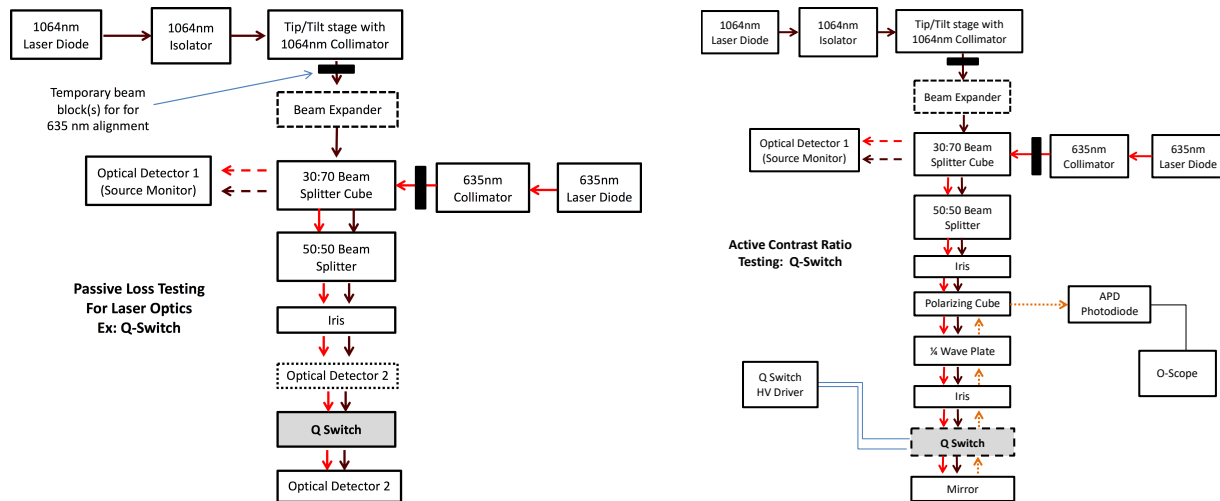 1064nm
Laser Diode
1064nm
Isolator
Tip/Tilt stage with
1064nm Collimator
Temporary beam
block(s) for for
635 nm alignment
Beam Expander
Optical Detector 1
(Source Monitor)
30:70 Beam
Splitter Cube
635nm
Collimator
635nm
Laser Diode
50:50 Beam
Splitter
Passive Loss Testing
For Laser Optics
Ex: Q-Switch
Iris
Optical Detector 2
Q Switch
Optical Detector 2
1064nm
Laser Diode
1064nm
Isolator
Tip/Tilt stage with
1064nm Collimator
Beam Expander
Optical Detector 1
(Source Monitor)
30:70 Beam
Splitter Cube
635nm
Collimator
635nm
Laser Diode
50:50 Beam
Splitter
Active Contrast Ratio
Testing: Q-Switch
Iris
Polarizing Cube
APD
Photodiode
¼ Wave Plate
O-Scope
Q Switch
HV Driver
Iris
Q Switch
Mirror